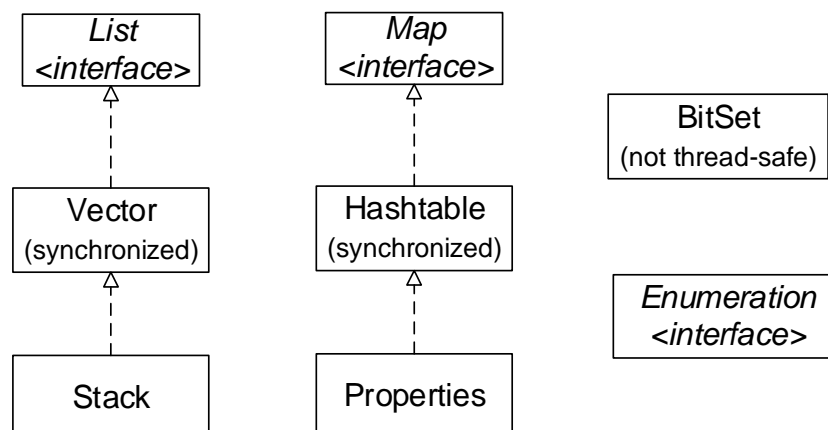 List
<interface>
Map
<interface>
BitSet
(not thread-safe)
Vector
(synchronized)
Hashtable
(synchronized)
Enumeration
<interface>
Stack
Properties